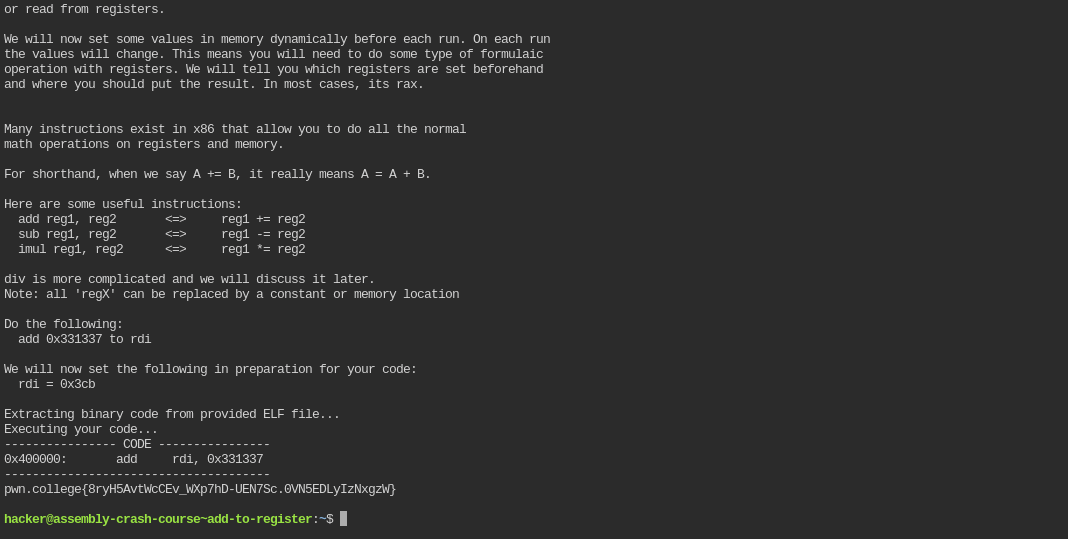 or read from registers.
We will now set some values in memory dynamically before each run. On each run
the values will change. This means you will need to do some type of formulaic
operation with registers. We will tell you which registers are set beforehand
and where you should put the result. In most cases, its rax.
Many instructions exist in x86 that allow you to do all the normal
math operations on registers and memory.
For shorthand, when we say A += B, it really means A = A + B.
Here are some useful instructions:
  add reg1, reg2       <=>     reg1 += reg2
  sub reg1, reg2       <=>     reg1 -= reg2
  imul reg1, reg2      <=>     reg1 *= reg2
div is more complicated and we will discuss it later.
Note: all 'regX' can be replaced by a constant or memory location
Do the following:
  add 0x331337 to rdi
We will now set the following in preparation for your code:
  rdi = 0x3cb
Extracting binary code from provided ELF file...
Executing your code...
---------------- CODE ----------------
0x400000:       add     rdi, 0x331337
--------------------------------------
pwn.college{8ryH5AvtWcCEv_WXp7hD-UEN7Sc.0VN5EDLyIzNxgzW}
hacker@assembly-crash-course~add-to-register:~$